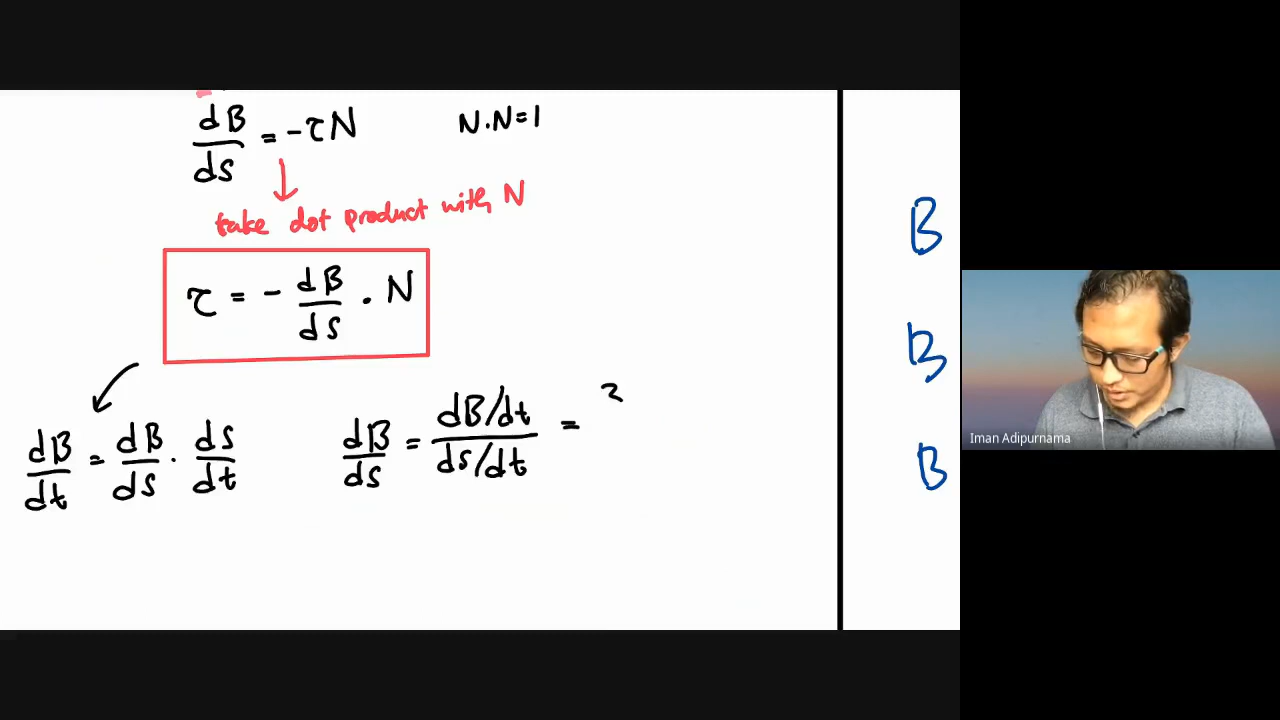 dB/ds = -τN
N.N=1
take dot product with N
τ = - dB/ds . N
dB/dt = dB/ds . ds/dt
dB/ds = dB/dt / ds/dt =
B
B
B
Iman Adipurnama